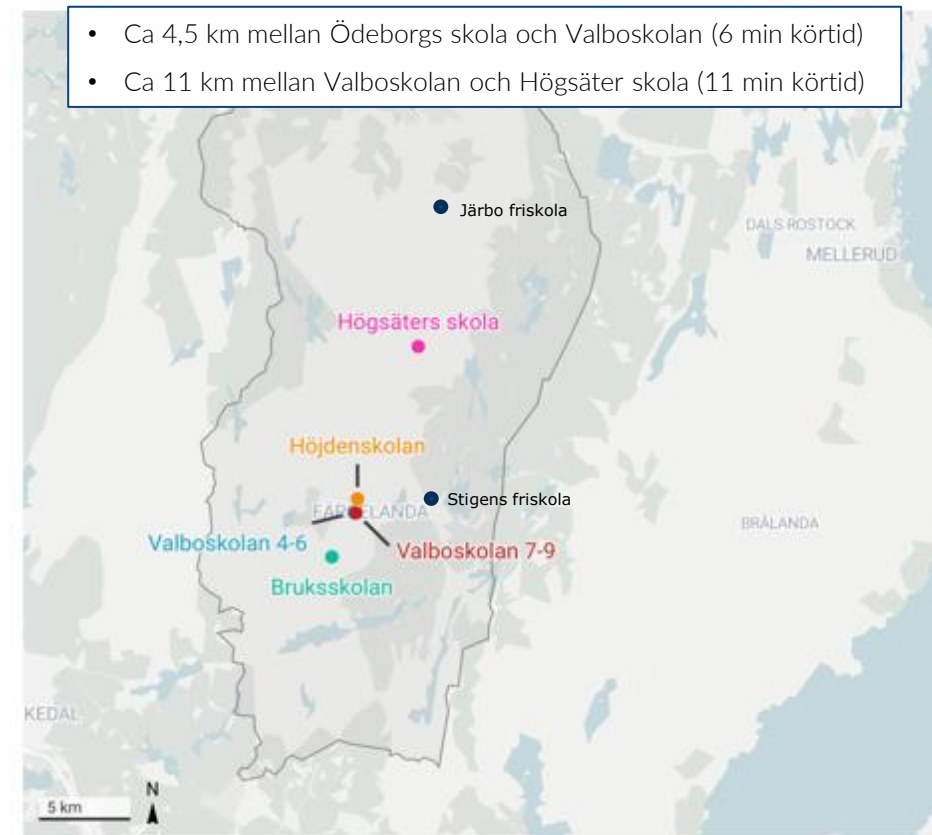 • Ca 4,5 km mellan Ödeborgs skola och Valboskolan (6 min körtid)
• Ca 11 km mellan Valboskolan och Högsäter skola (11 min körtid)
Järbo friskola
DALS ROSTOCK
MELLERUD
Högsäters skola
Höjdenskolan
Stigens friskola
BRÅLANDA
Valboskolan 4-6
Valboskolan 7-9
Bruksskolan
KEDAL
N
5 km